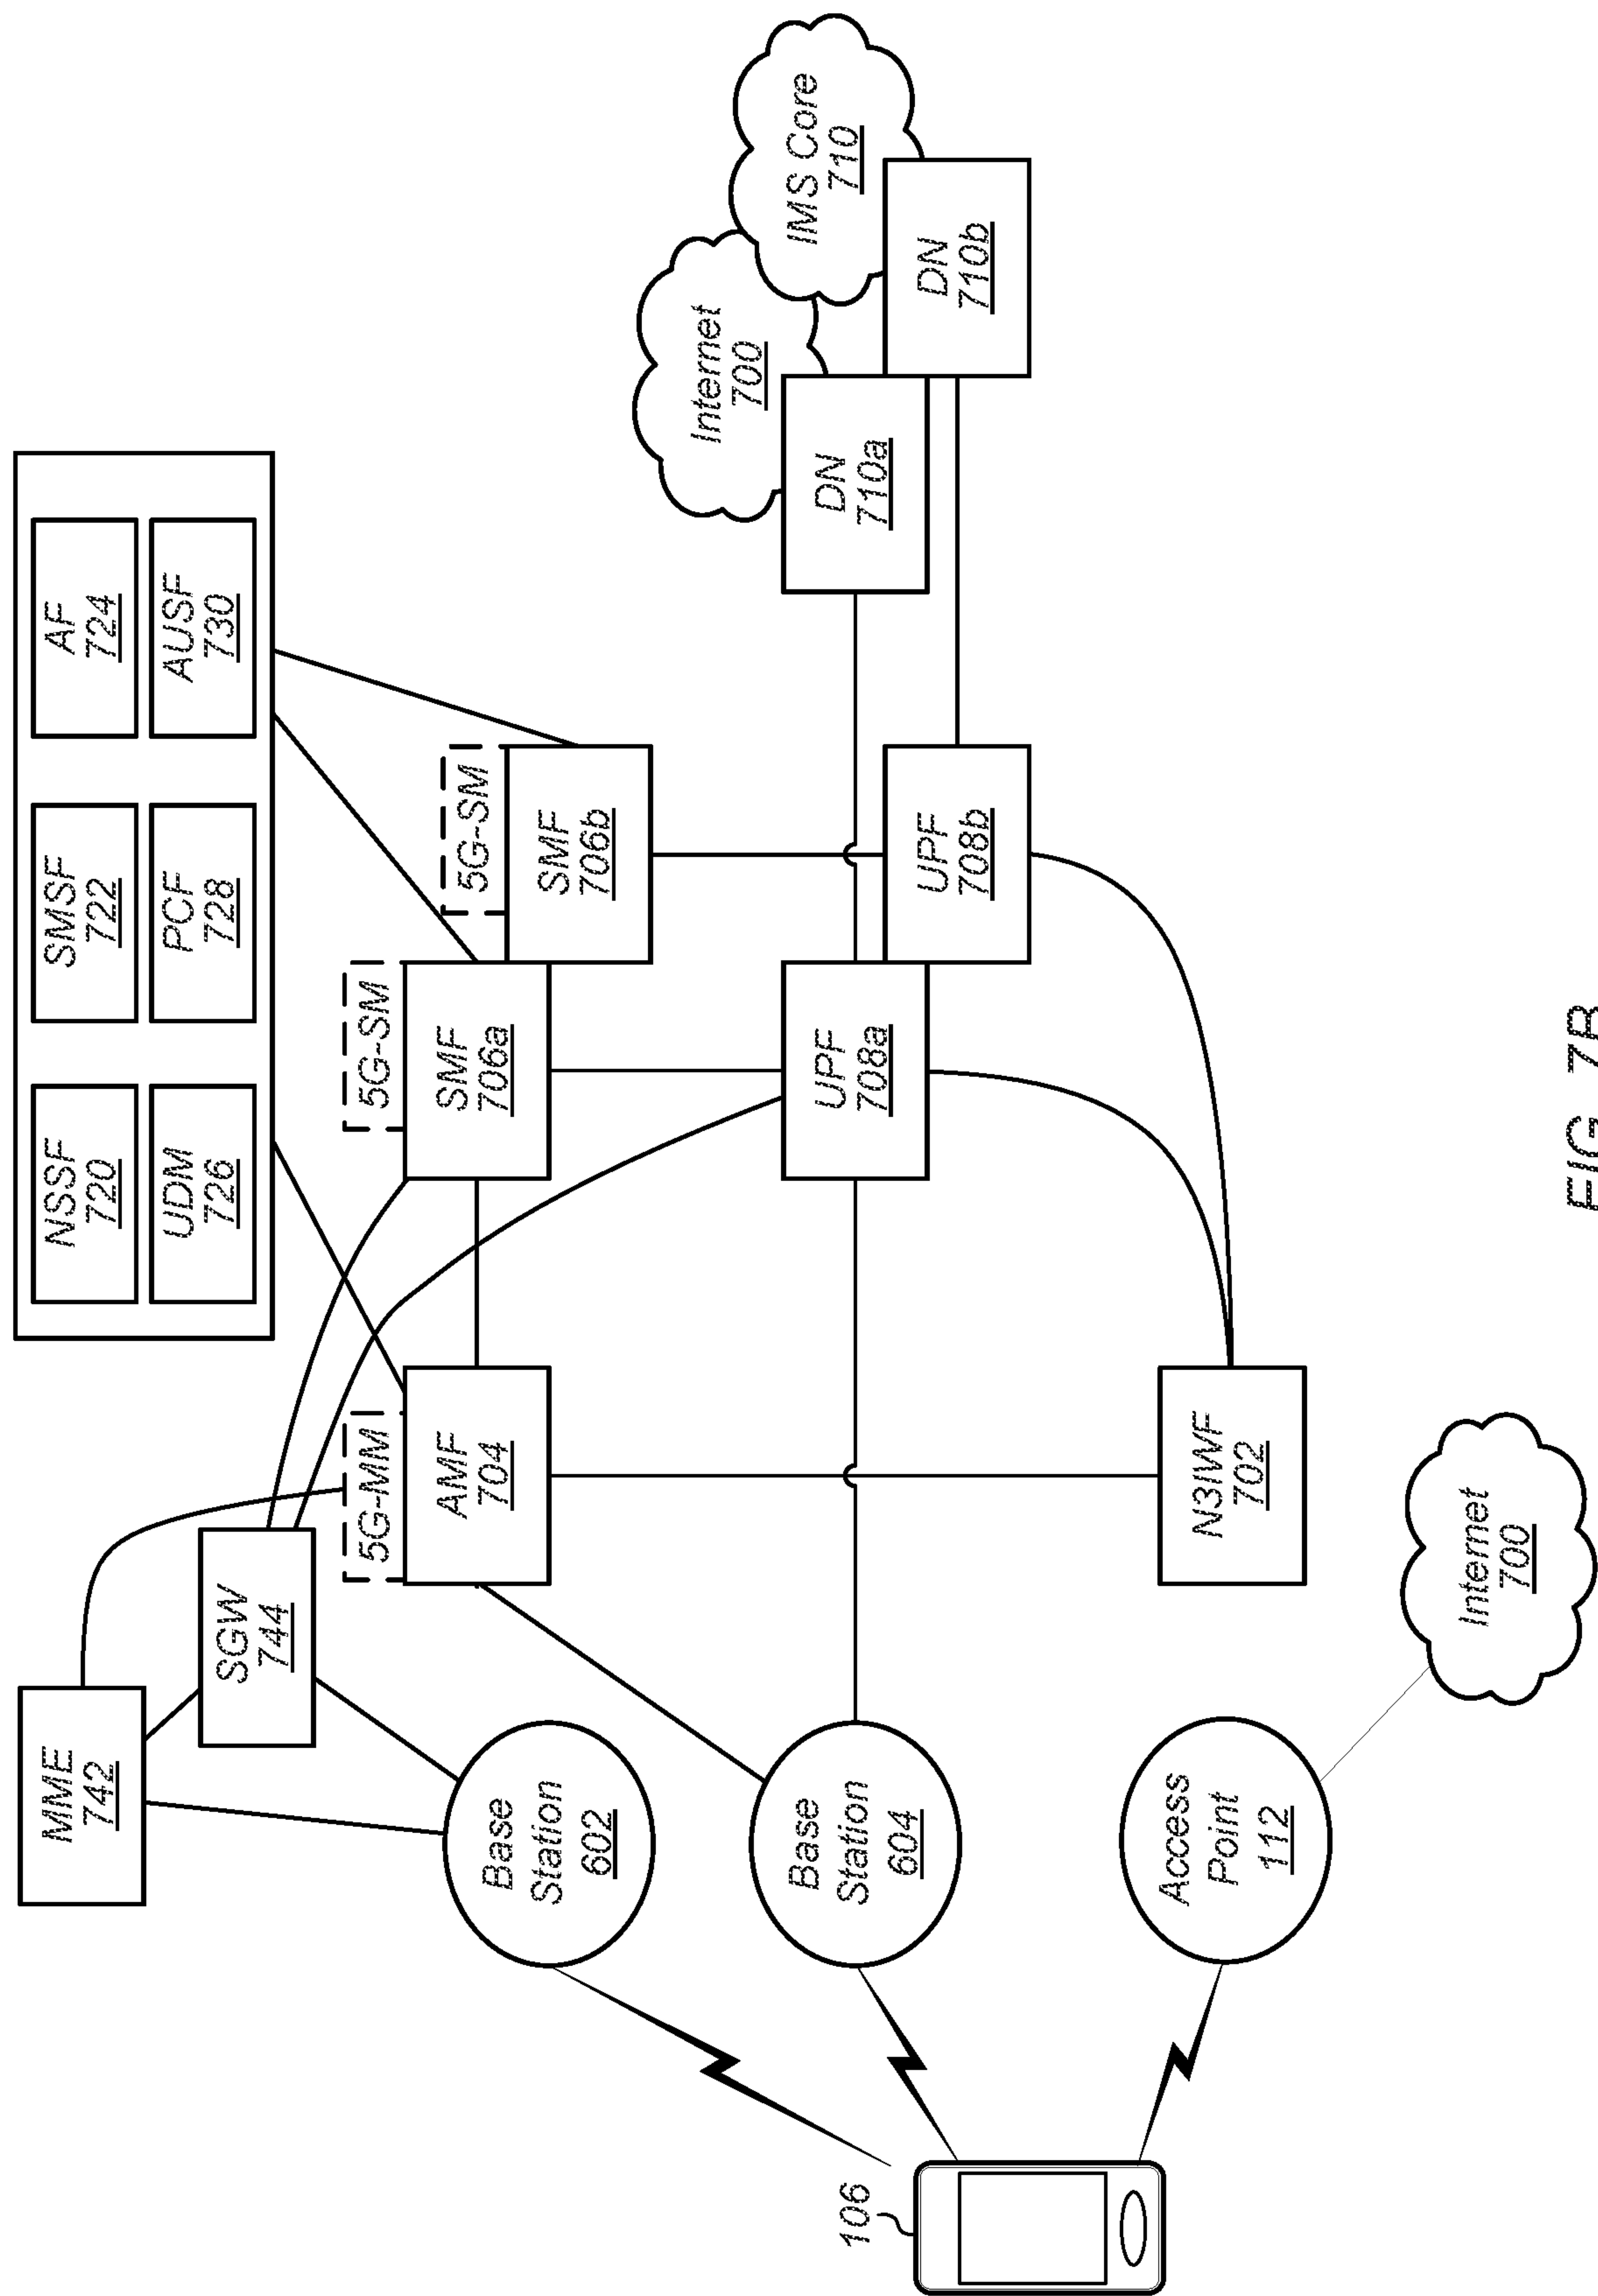 NSSF
720
SMSF
722
AF
724
UDM
726
PCF
728
AUSF
730
MME
742
SGW
744
5G-MM
AMF
704
5G-SM
SMF
706a
5G-SM
SMF
706b
Base
Station
602
Base
Station
604
UPF
708a
UPF
708b
Internet
700
IMS Core
710
DN
710a
DN
710b
106
Access
Point
112
N3IWF
702
Internet
700
FIG. 7B